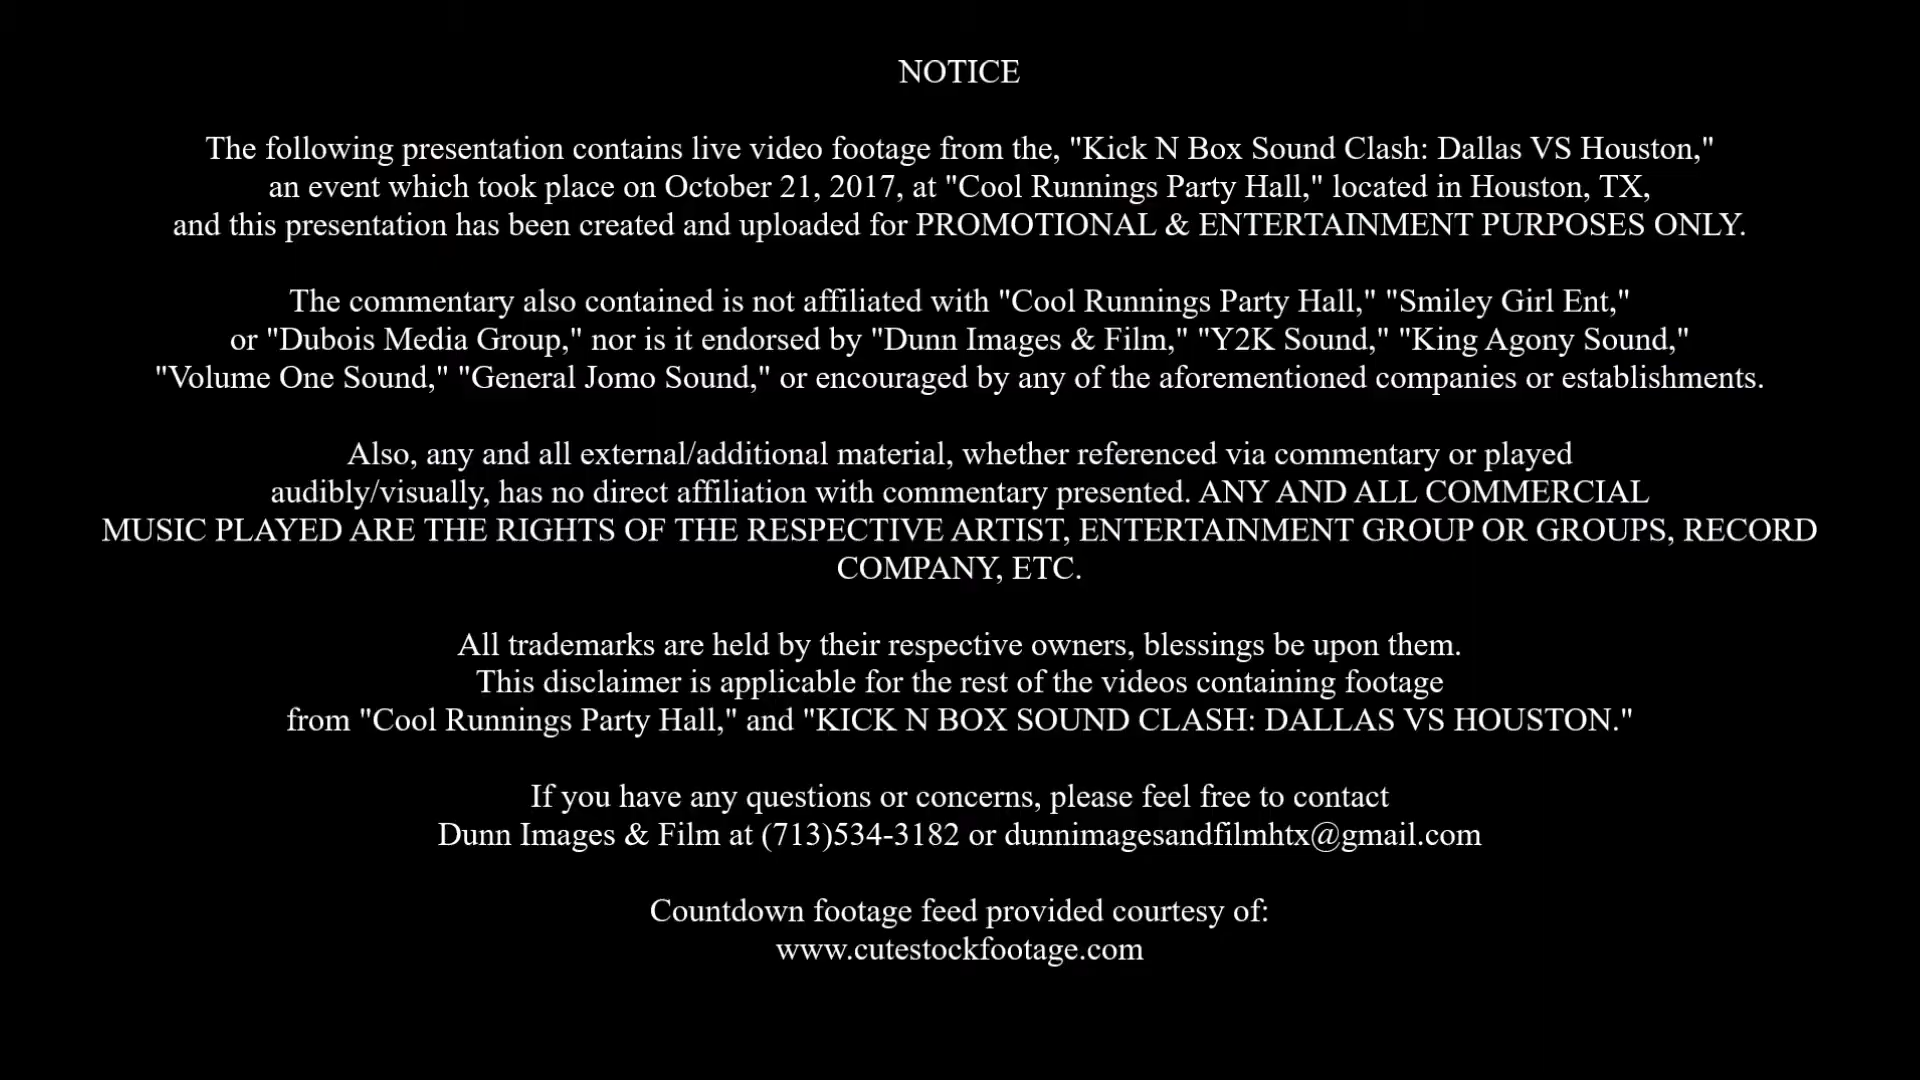 NOTICE
The following presentation contains live video footage from the, "Kick N Box Sound Clash: Dallas VS Houston,"
an event which took place on October 21, 2017, at "Cool Runnings Party Hall," located in Houston, TX,
and this presentation has been created and uploaded for PROMOTIONAL & ENTERTAINMENT PURPOSES ONLY.
The commentary also contained is not affiliated with "Cool Runnings Party Hall," "Smiley Girl Ent,"
or "Dubois Media Group," nor is it endorsed by "Dunn Images & Film," "Y2K Sound," "King Agony Sound,"
"Volume One Sound," "General Jomo Sound," or encouraged by any of the aforementioned companies or establishments.
Also, any and all external/additional material, whether referenced via commentary or played
audibly/visually, has no direct affiliation with commentary presented. ANY AND ALL COMMERCIAL
MUSIC PLAYED ARE THE RIGHTS OF THE RESPECTIVE ARTIST, ENTERTAINMENT GROUP OR GROUPS, RECORD
COMPANY, ETC.
All trademarks are held by their respective owners, blessings be upon them.
This disclaimer is applicable for the rest of the videos containing footage
from "Cool Runnings Party Hall," and "KICK N BOX SOUND CLASH: DALLAS VS HOUSTON."
If you have any questions or concerns, please feel free to contact
Dunn Images & Film at (713)534-3182 or dunnimagesandfilmhtx@gmail.com
Countdown footage feed provided courtesy of:
www.cutestockfootage.com